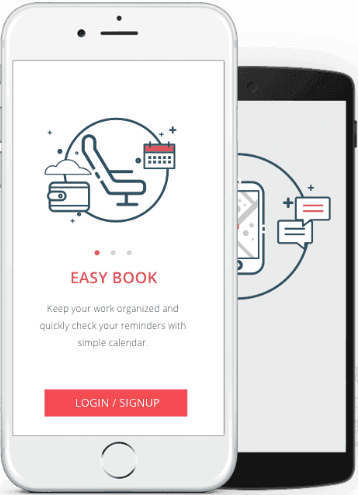 EASY BOOK
Keep your work organized and
quickly check your reminders with
simple calendar.
LOGIN / SIGNUP